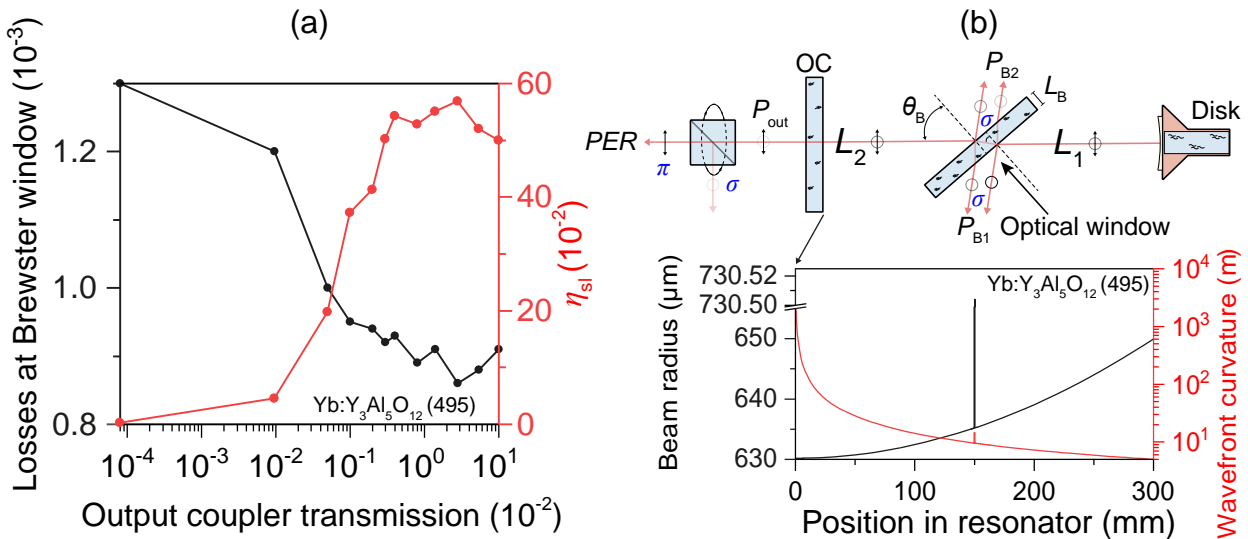 (a)
Losses at Brewster window (10⁻³)
1.2
1.0
0.8
60
40
20
0
η_sl (10⁻²)
Yb:Y₃Al₅O₁₂ (495)
10⁻⁴ 10⁻³ 10⁻² 10⁻¹ 10⁰ 10¹
Output coupler transmission (10⁻²)
(b)
OC
P_B2
L_B
Disk
θ_B
σ
P_out
PER
L₂
L₁
π
σ
σ
P_B1
Optical window
Beam radius (µm)
730.52
730.50
650
640
630
Yb:Y₃Al₅O₁₂ (495)
10⁴
10³
10²
10¹
Wavefront curvature (m)
0 100 200 300
Position in resonator (mm)